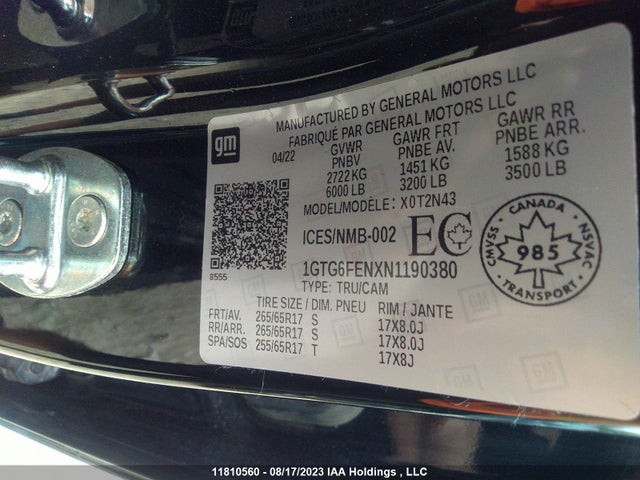 MANUFACTURED BY GENERAL MOTORS LLC
FABRIQUÉ PAR GENERAL MOTORS LLC
gm
04/22
GVWR GAWR FRT GAWR RR
PNBV PNBE AV. PNBE ARR.
2722 KG 1451 KG 1588 KG
6000 LB 3200 LB 3500 LB
MODEL/MODÈLE: X0T2N43
ICES/NMB-002 EC
1GTG6FENXN1190380
TYPE: TRU/CAM
8555
CANADA
CMVSS 985 NSVAC
TRANSPORT
TIRE SIZE / DIM. PNEU RIM / JANTE
FRT/AV. 265/65R17 S 17X8.0J
RR/ARR. 265/65R17 S 17X8.0J
SPA/SOS 255/65R17 T 17X8J
11810560 - 08/17/2023 IAA Holdings , LLC